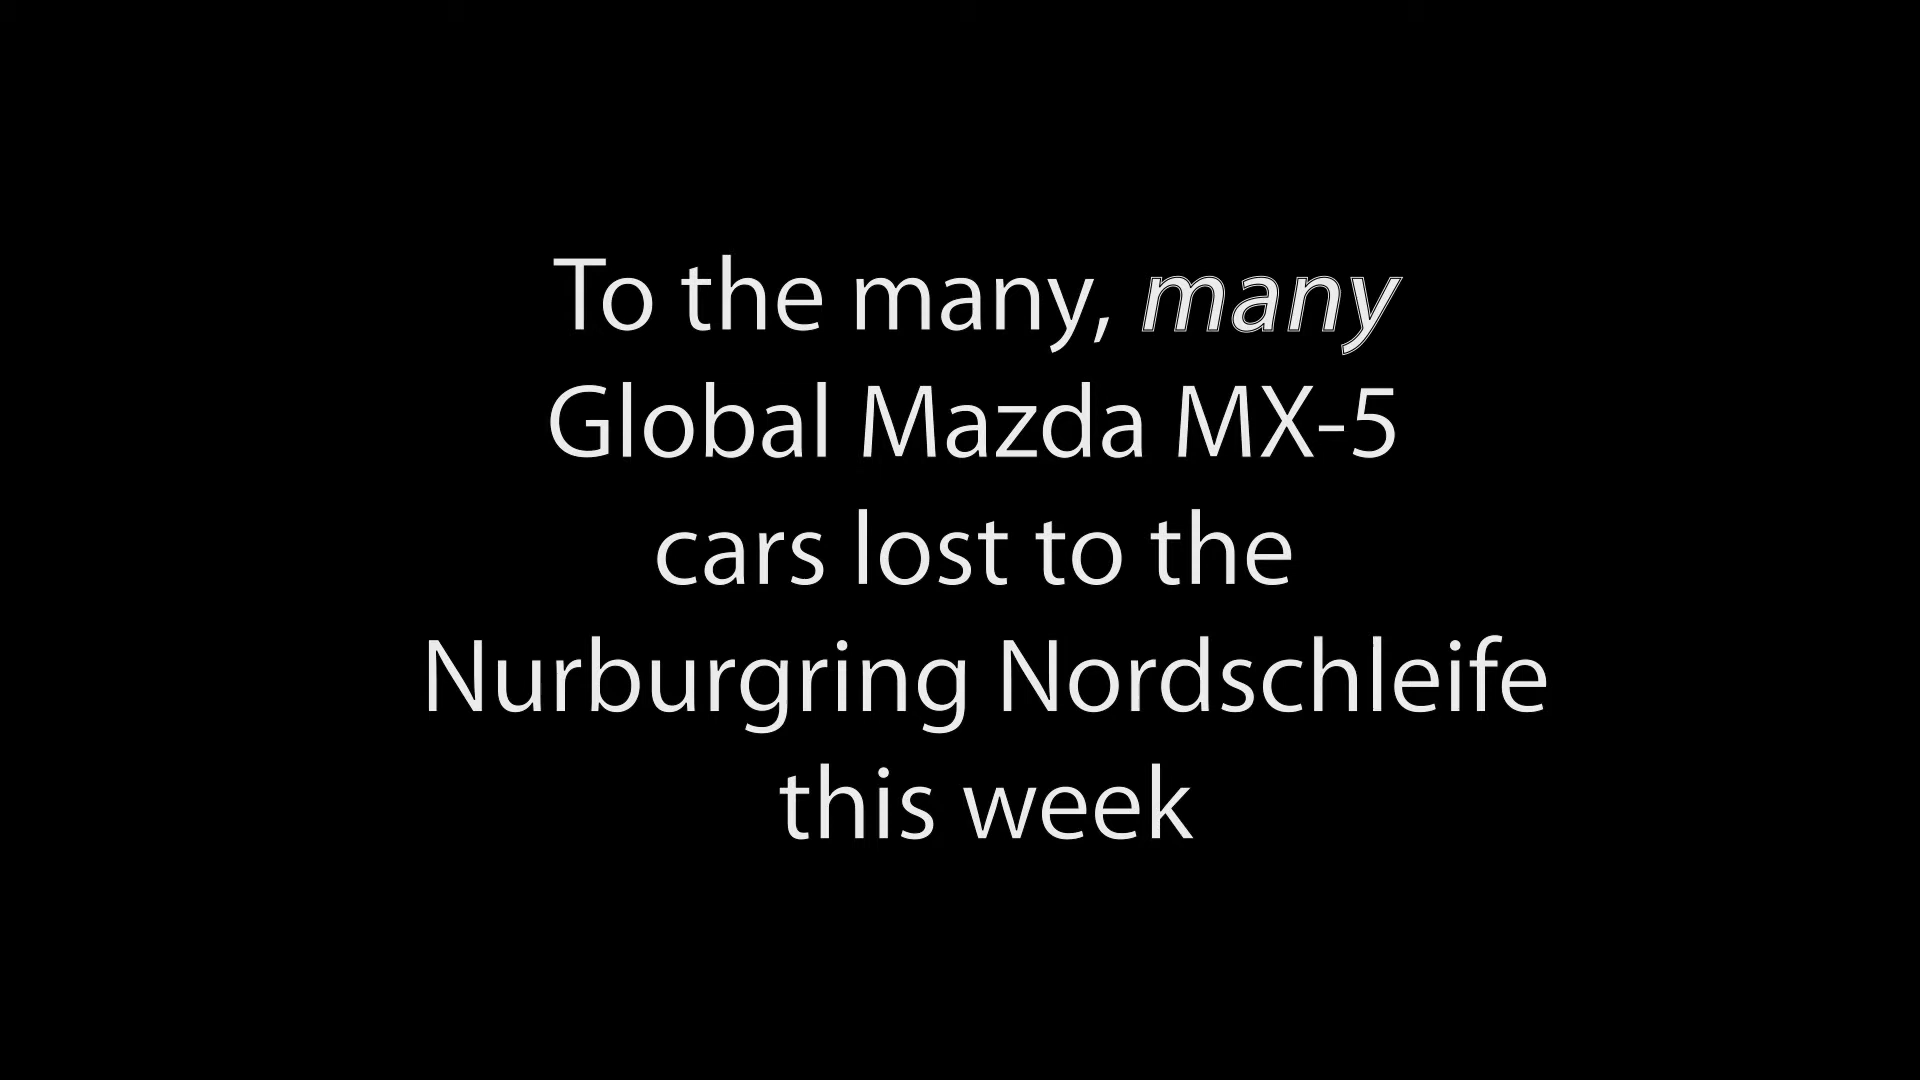 To the many, many
Global Mazda MX-5
cars lost to the
Nurburgring Nordschleife
this week